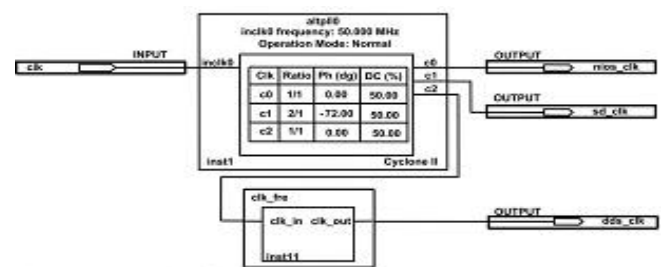 altpll0
inclk0 frequency: 50.000 MHz
Operation Mode: Normal
INPUT
clk
inclk0
c0
c1
c2
OUTPUT
nios_clk
OUTPUT
sd_clk
Clk Ratio Ph (dg) DC (%)
c0 1/1 0.00 50.00
c1 2/1 -72.00 50.00
c2 1/1 0.00 50.00
inst1
Cyclone II
clk_fre
clk_in clk_out
inst11
OUTPUT
dds_clk